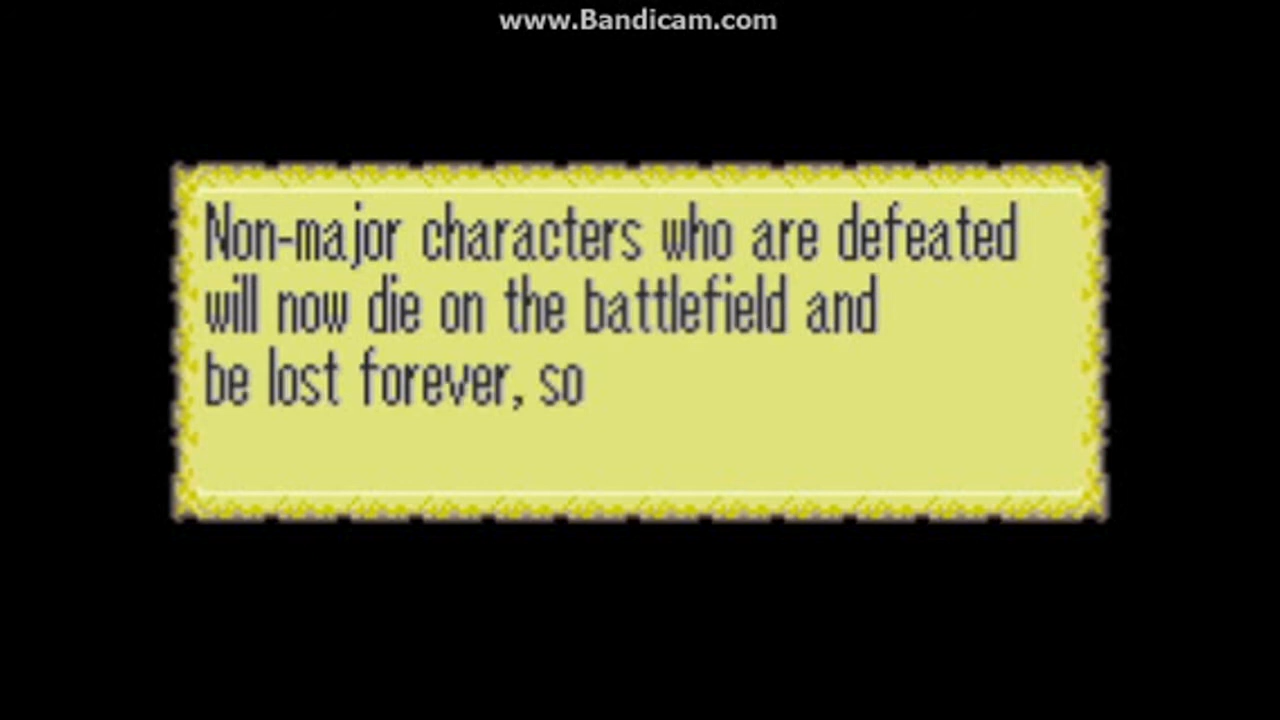 www.Bandicam.com
Non-major characters who are defeated
will now die on the battlefield and
be lost forever, so